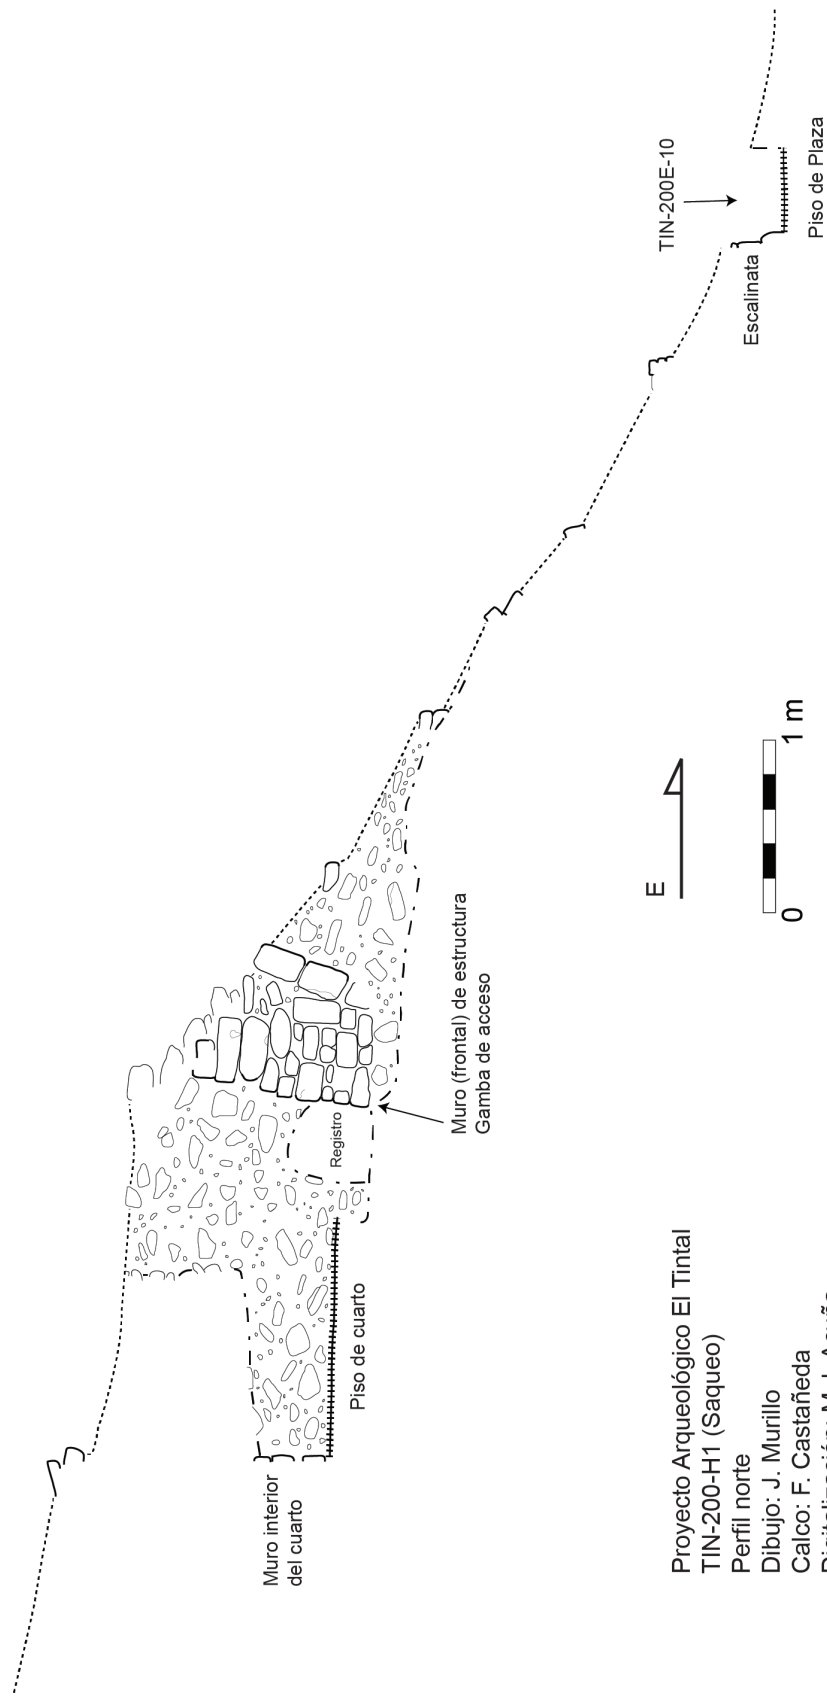 TIN-200E-10
Piso de Plaza
Escalinata
E
0
1 m
Muro (frontal) de estructura
Gamba de acceso
Registro
Piso de cuarto
Muro interior
del cuarto
Proyecto Arqueológico El Tintal
TIN-200-H1 (Saqueo)
Perfil norte
Dibujo: J. Murillo
Calco: F. Castañeda